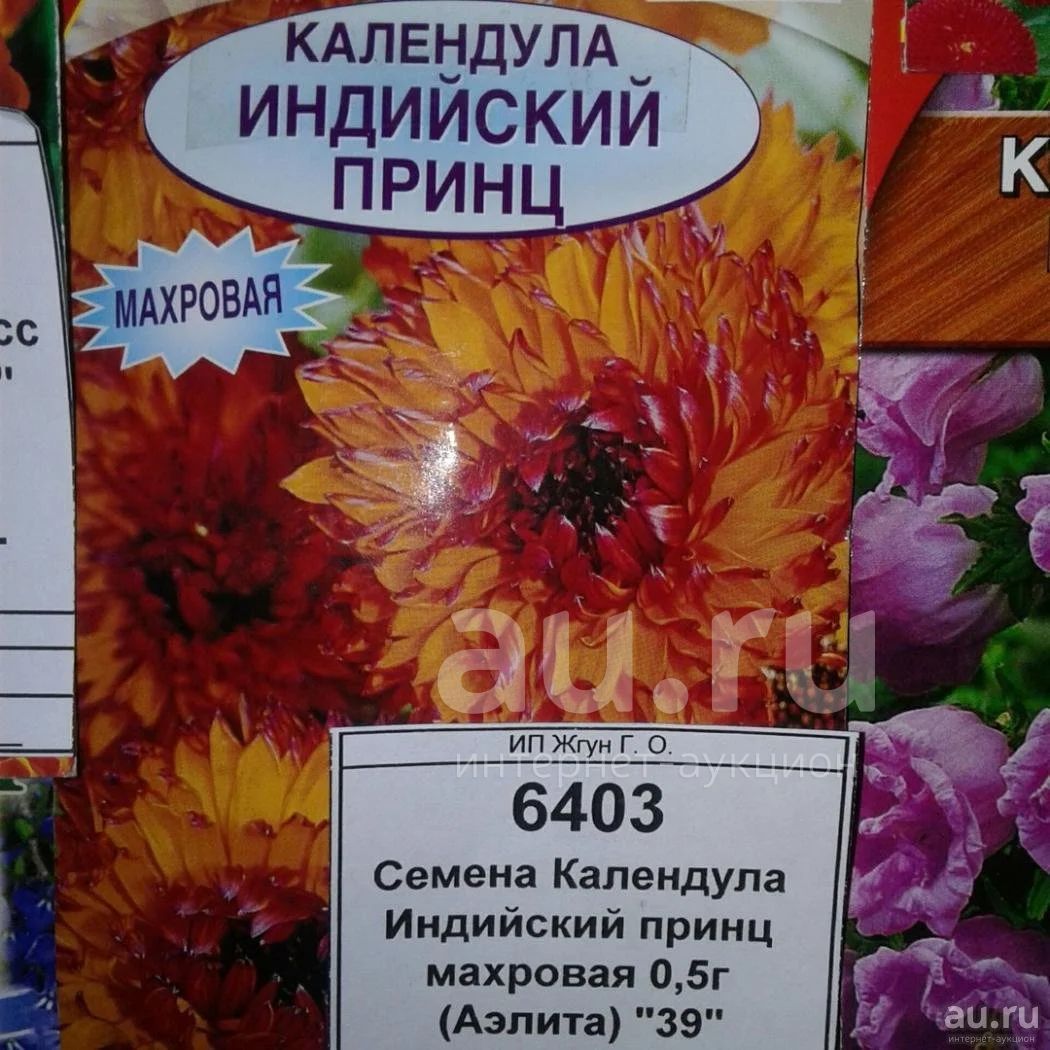 КАЛЕНДУЛА
ИНДИЙСКИЙ
ПРИНЦ
МАХРОВАЯ
СС
"
К
au.ru
интернет-аукцион
ИП Жгун Г. О.
6403
Семена Календула
Индийский принц
махровая 0,5г
(Аэлита) "39"
au.ru
интернет-аукцион